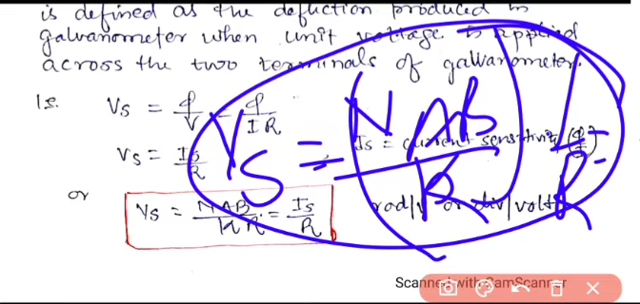 is defined as the deflection produced in
galvanometer when unit voltage is applied
across the two terminals of galvanometer.
Ie. Vs = φ/V = φ/IR
Vs = Is/R Is = current sensitivity (φ/I)
or
Vs = NAB/KR = Is/R rad/V or div/volt
Vs = (NAB/K) 1/R
Scanned with CamScanner